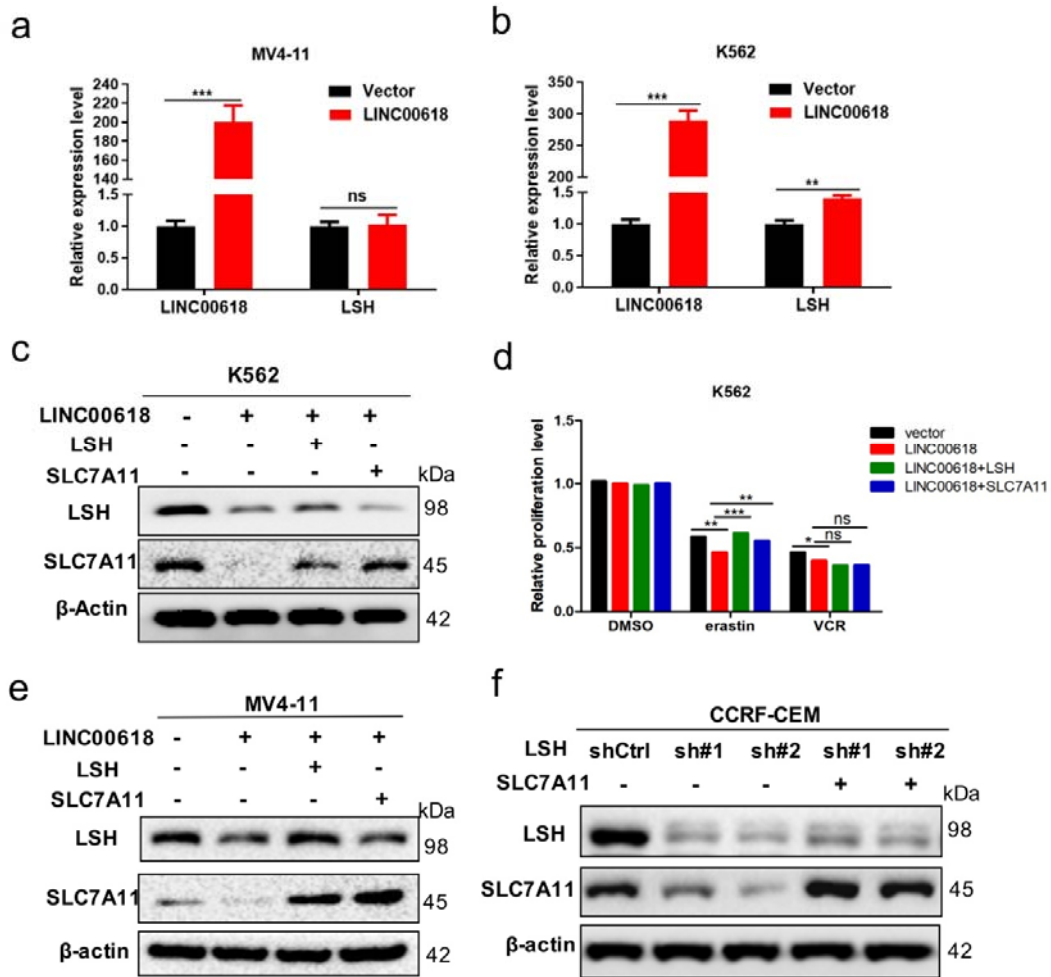 a
MV4-11
Relative expression level
240
220
200
180
160
140
120
100
1.5
1.0
0.5
0.0
***
ns
Vector
LINC00618
LINC00618 LSH
b
K562
Relative expression level
350
300
250
200
150
100
1.5
1.0
0.5
0.0
***
**
Vector
LINC00618
LINC00618 LSH
c
K562
LINC00618 - + + +
LSH - - + -
SLC7A11 - - - + kDa
LSH 98
SLC7A11 45
β-Actin 42
d
K562
Relative proliferation level
1.5
1.0
0.5
0.0
vector
LINC00618
LINC00618+LSH
LINC00618+SLC7A11
**
***
**
ns
ns
*
DMSO erastin VCR
e
MV4-11
LINC00618 - + + +
LSH - - + -
SLC7A11 - - - +
kDa
LSH 98
SLC7A11 45
β-actin 42
f
CCRF-CEM
LSH shCtrl sh#1 sh#2 sh#1 sh#2
SLC7A11 - - - + +
kDa
LSH 98
SLC7A11 45
β-actin 42